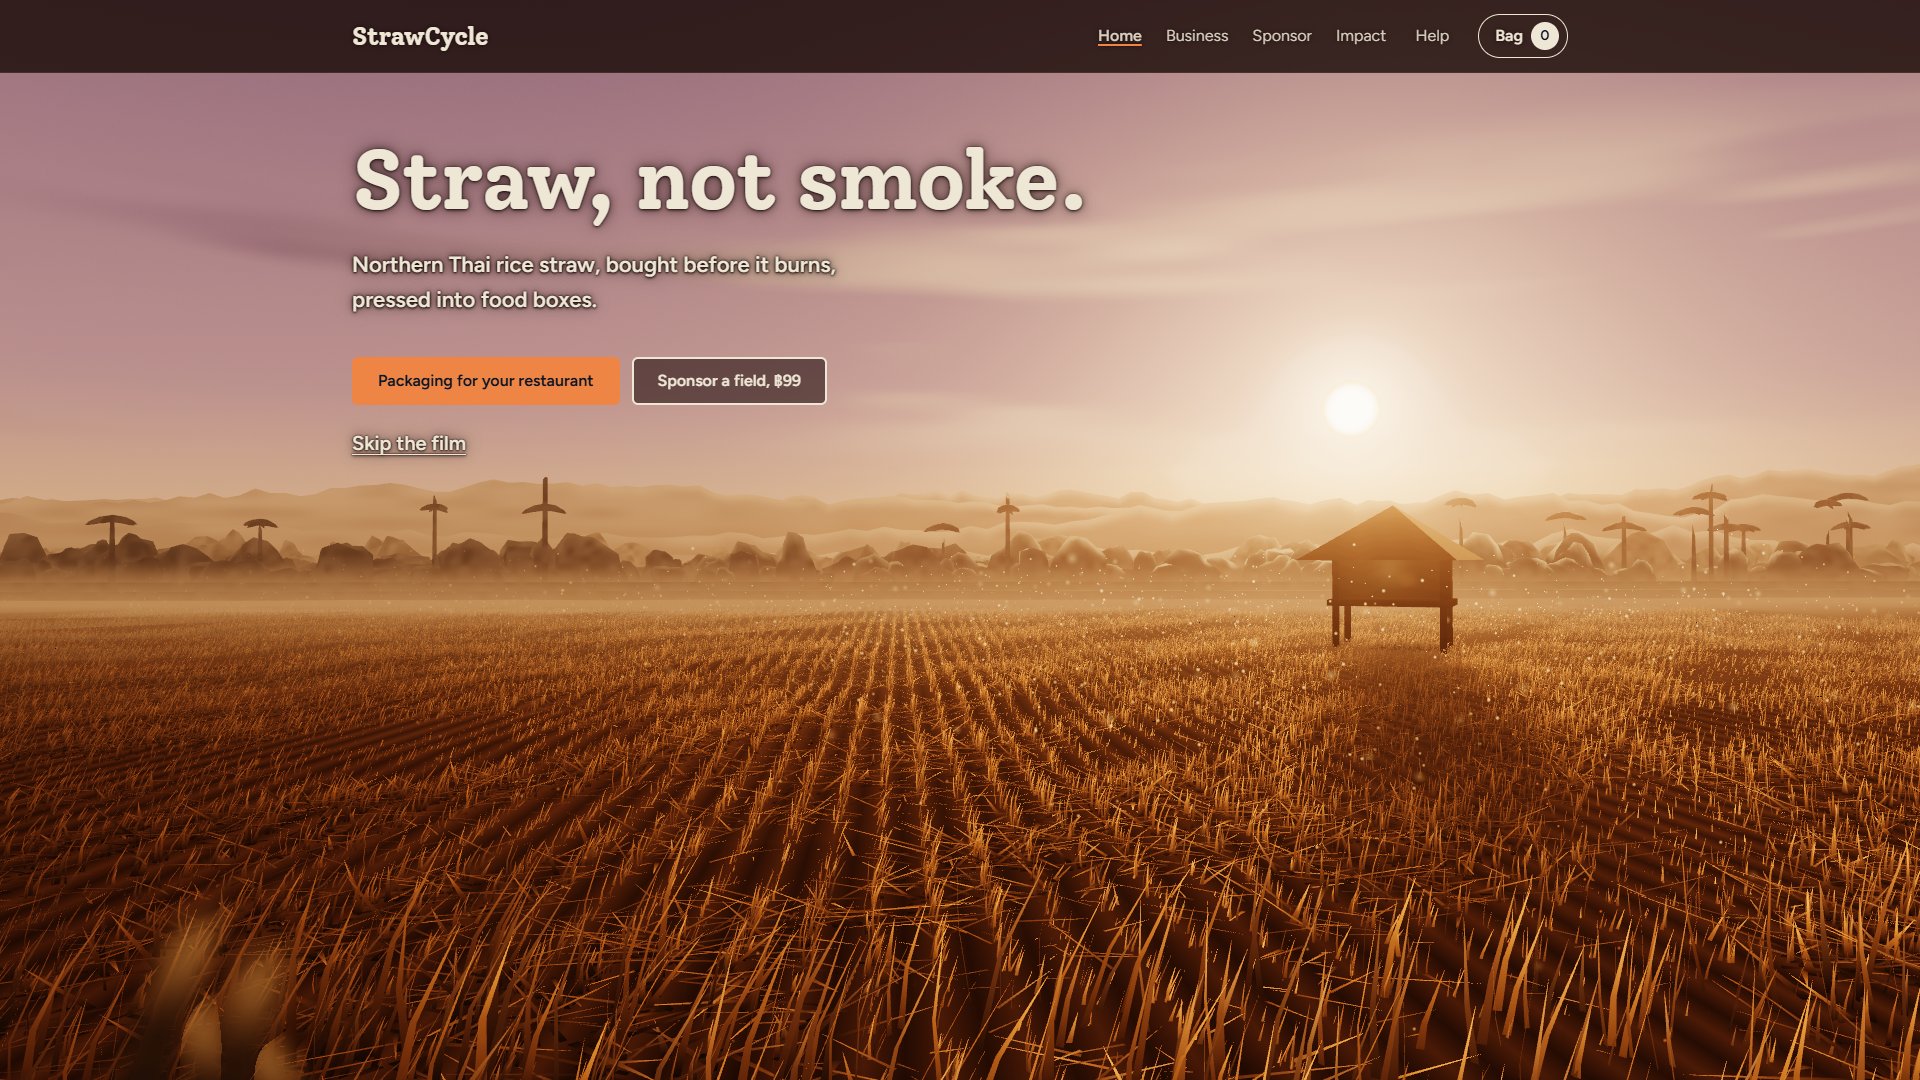 StrawCycle
Home Business Sponsor Impact Help Bag 0
Straw, not smoke.
Northern Thai rice straw, bought before it burns,
pressed into food boxes.
Packaging for your restaurant
Sponsor a field, ฿99
Skip the film